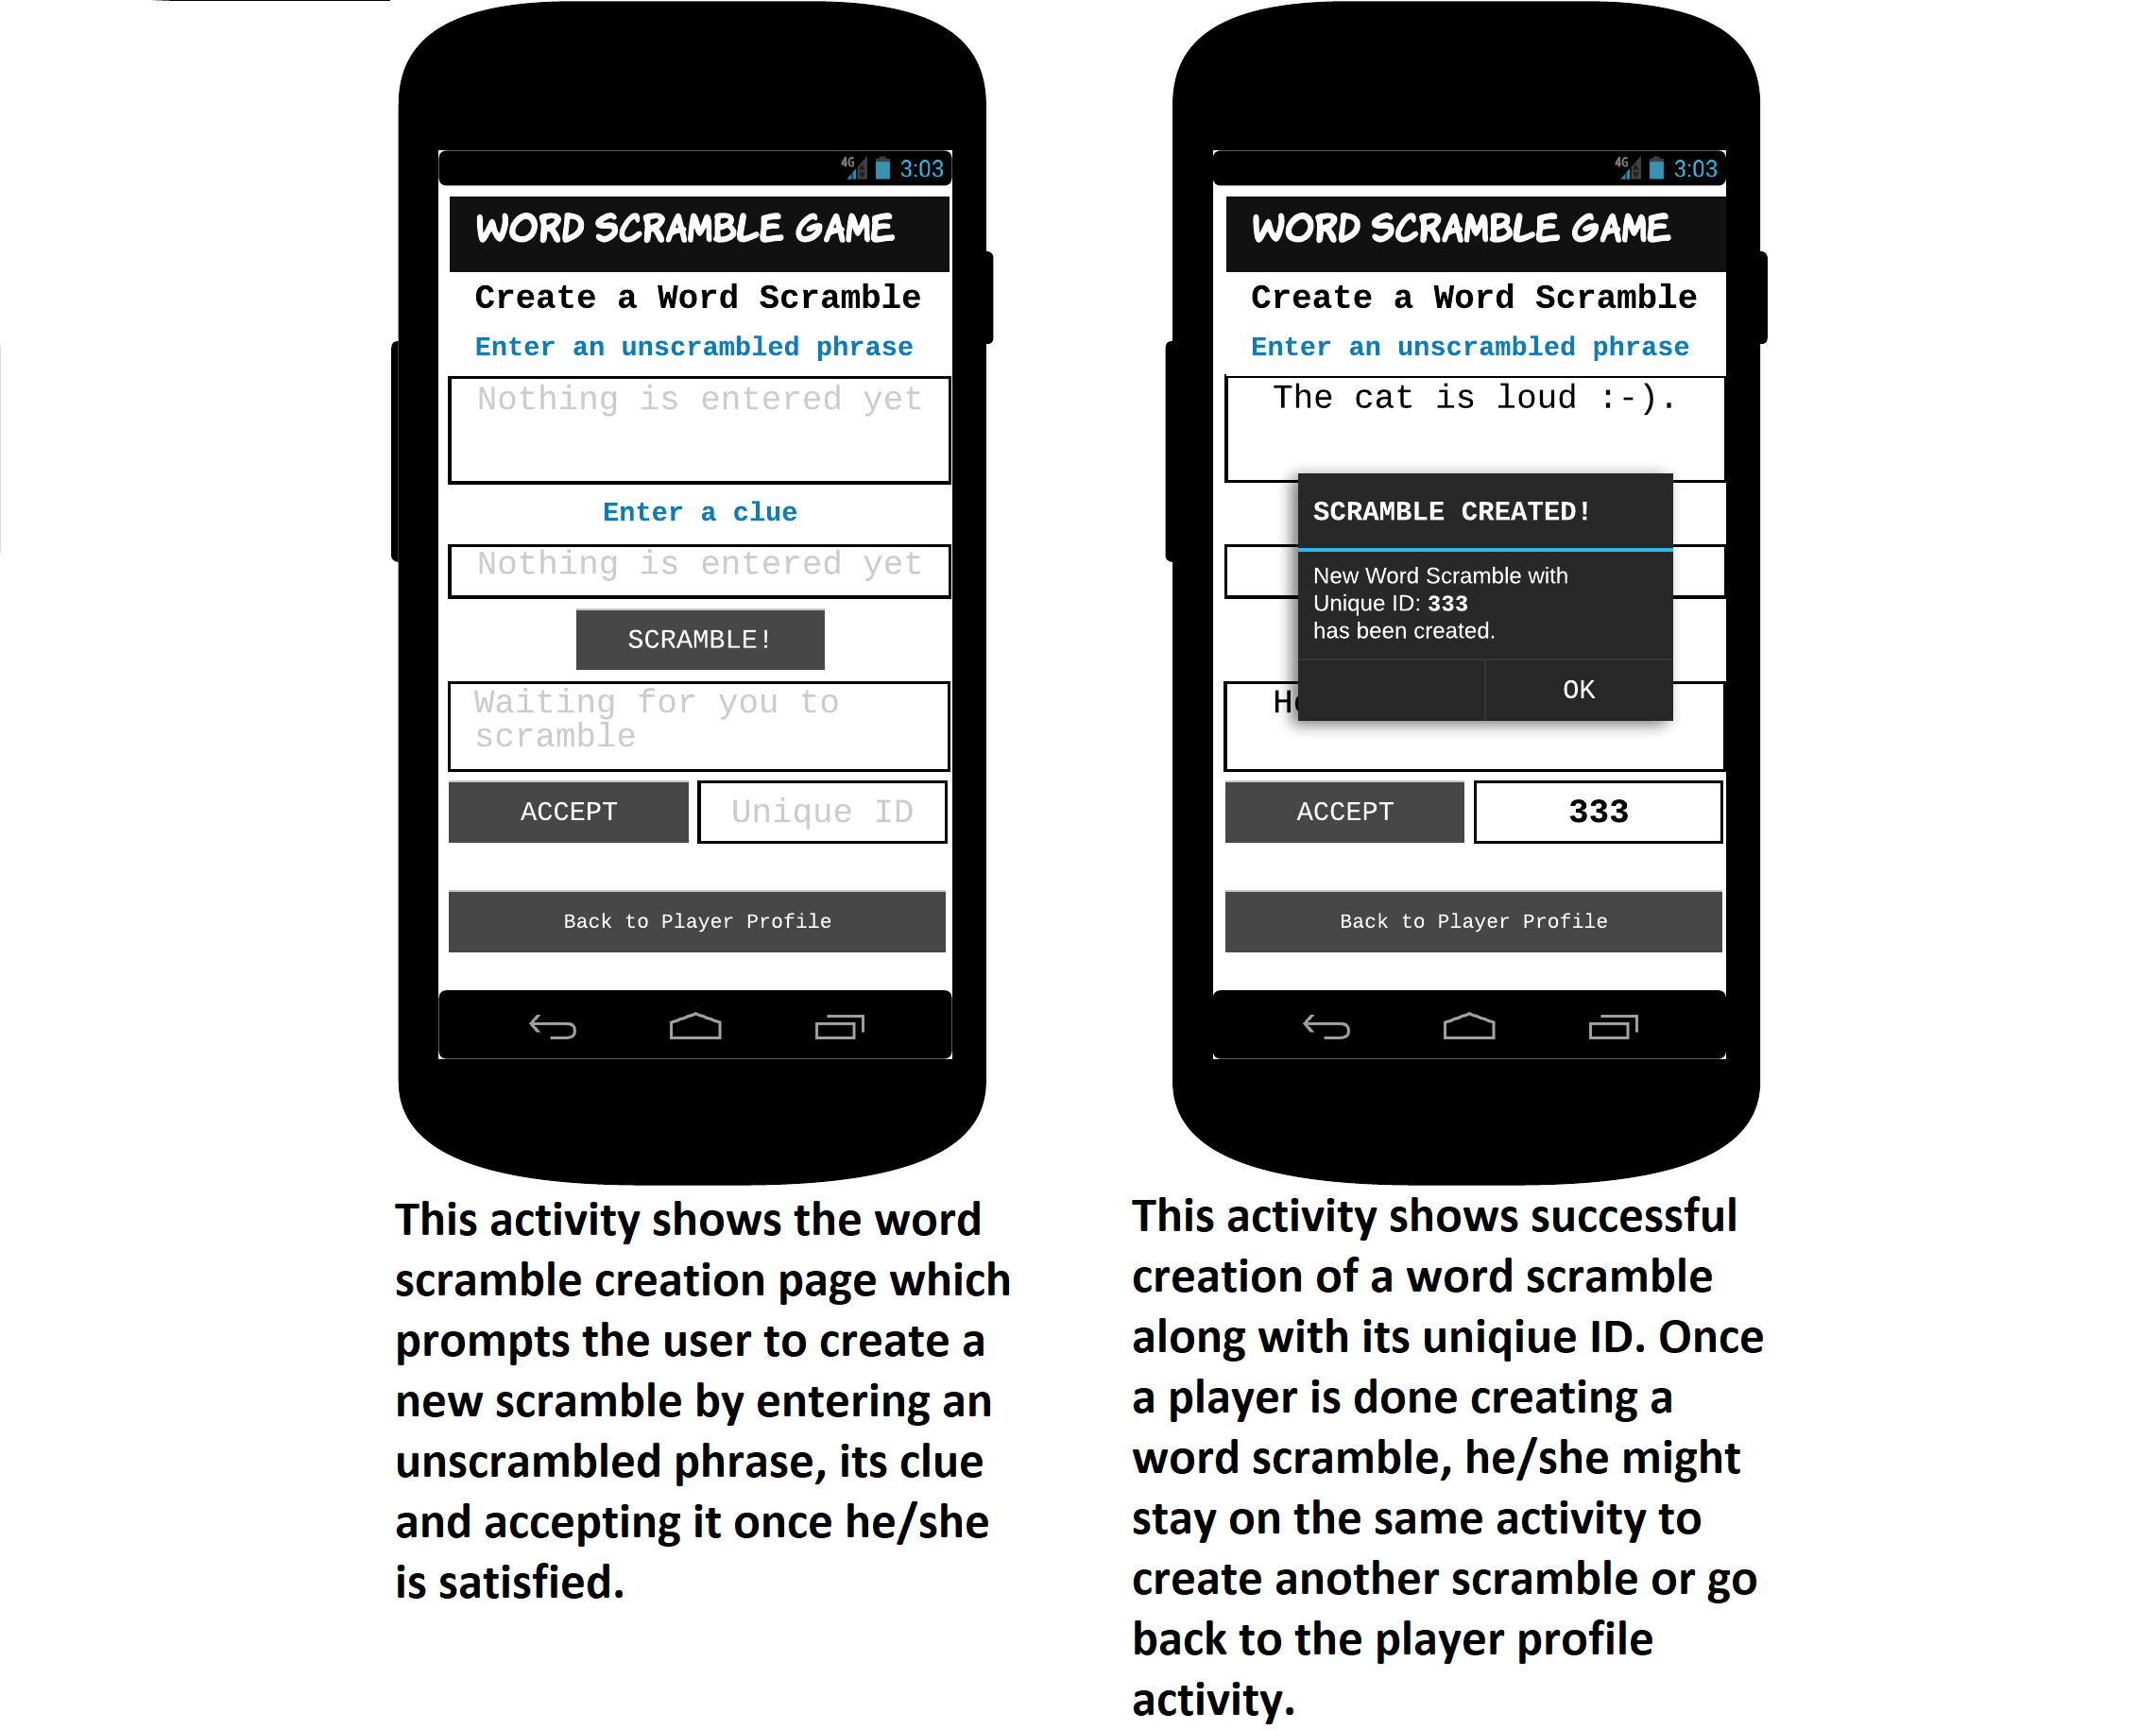 4G 3:03
WORD SCRAMBLE GAME
Create a Word Scramble
Enter an unscrambled phrase
Nothing is entered yet
Enter a clue
Nothing is entered yet
SCRAMBLE!
Waiting for you to
scramble
ACCEPT
Unique ID
Back to Player Profile
This activity shows the word
scramble creation page which
prompts the user to create a
new scramble by entering an
unscrambled phrase, its clue
and accepting it once he/she
is satisfied.
4G 3:03
WORD SCRAMBLE GAME
Create a Word Scramble
Enter an unscrambled phrase
The cat is loud :-).
SCRAMBLE CREATED!
New Word Scramble with
Unique ID: 333
has been created.
OK
ACCEPT
333
Back to Player Profile
This activity shows successful
creation of a word scramble
along with its uniqiue ID. Once
a player is done creating a
word scramble, he/she might
stay on the same activity to
create another scramble or go
back to the player profile
activity.